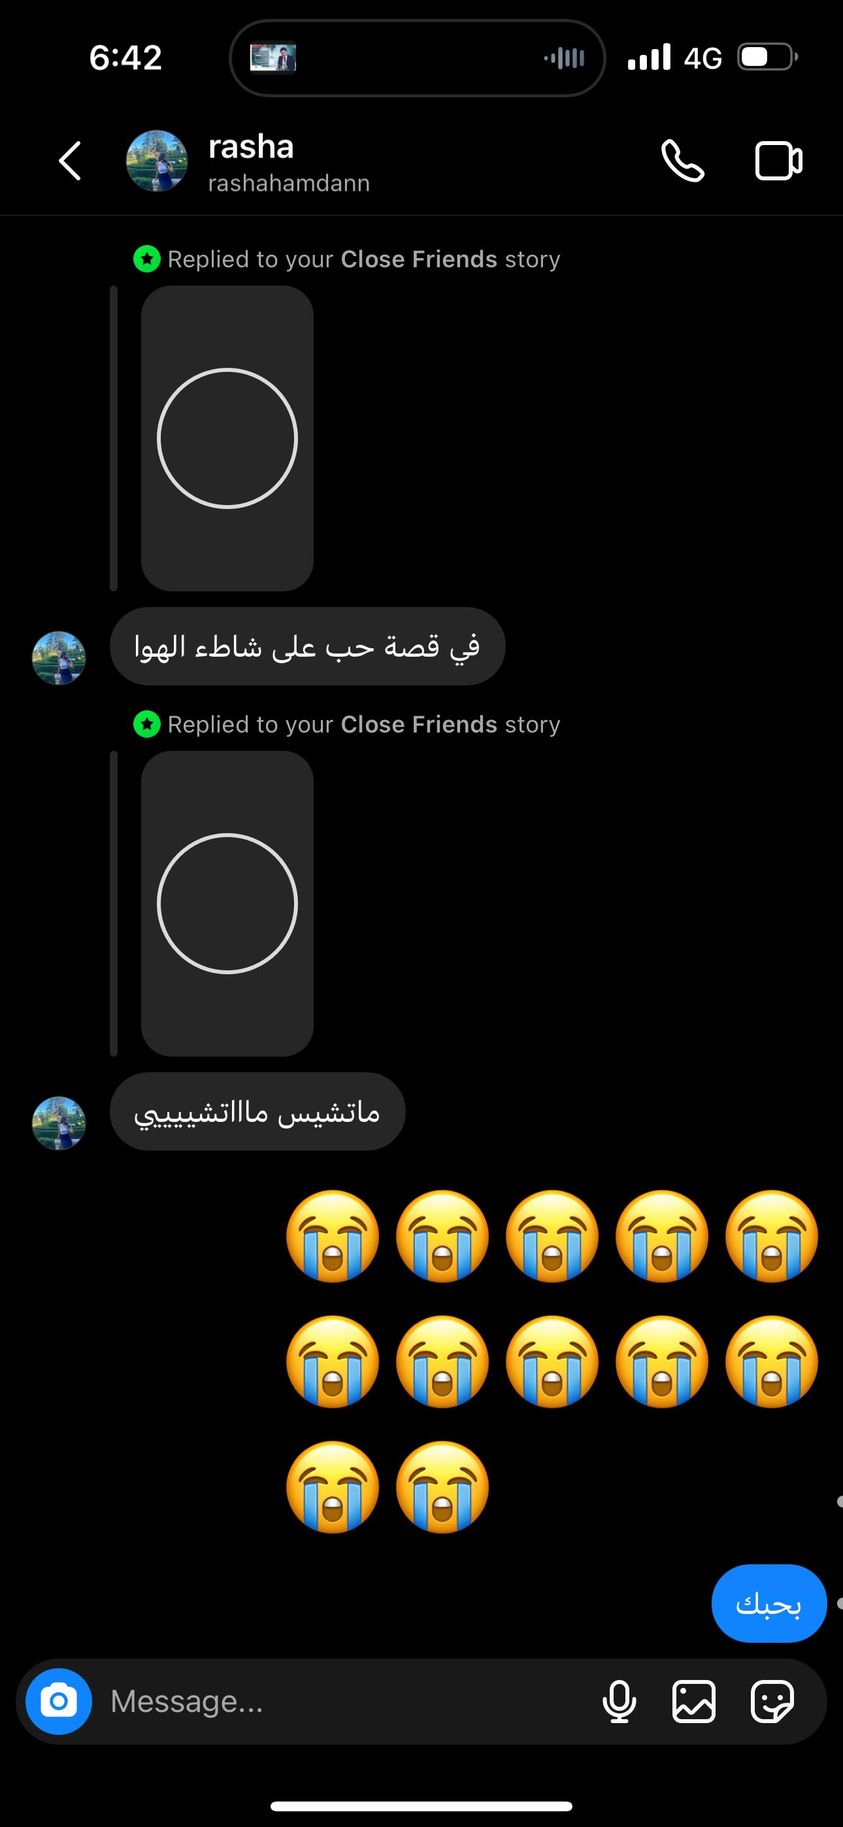 6:42
4G
rasha
rashahamdann
Replied to your Close Friends story
في قصة حب على شاطء الهوا
Replied to your Close Friends story
ماتشيس مااااتشييييي
😭😭😭😭😭
😭😭😭😭😭
😭😭
بحبك
Message...